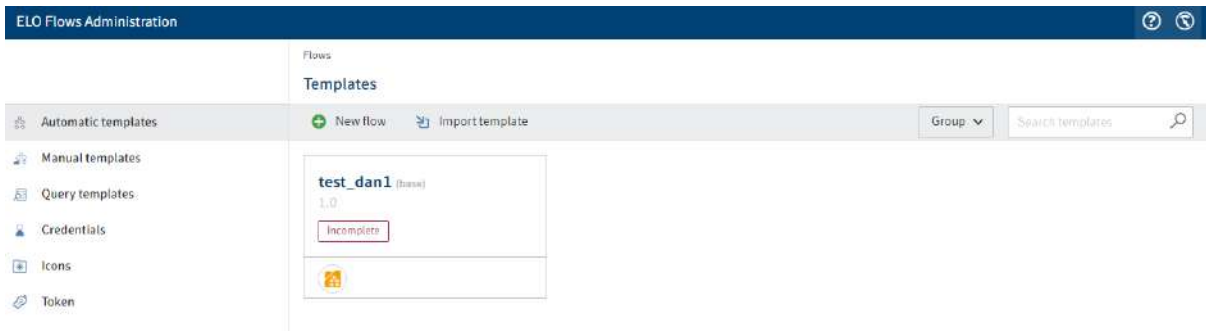 ELO Flows Administration
Flows
Templates
Automatic templates
New flow
Import template
Group
Search templates
Manual templates
Query templates
Credentials
Icons
Token
test_dan1 (base)
1.0
Incomplete